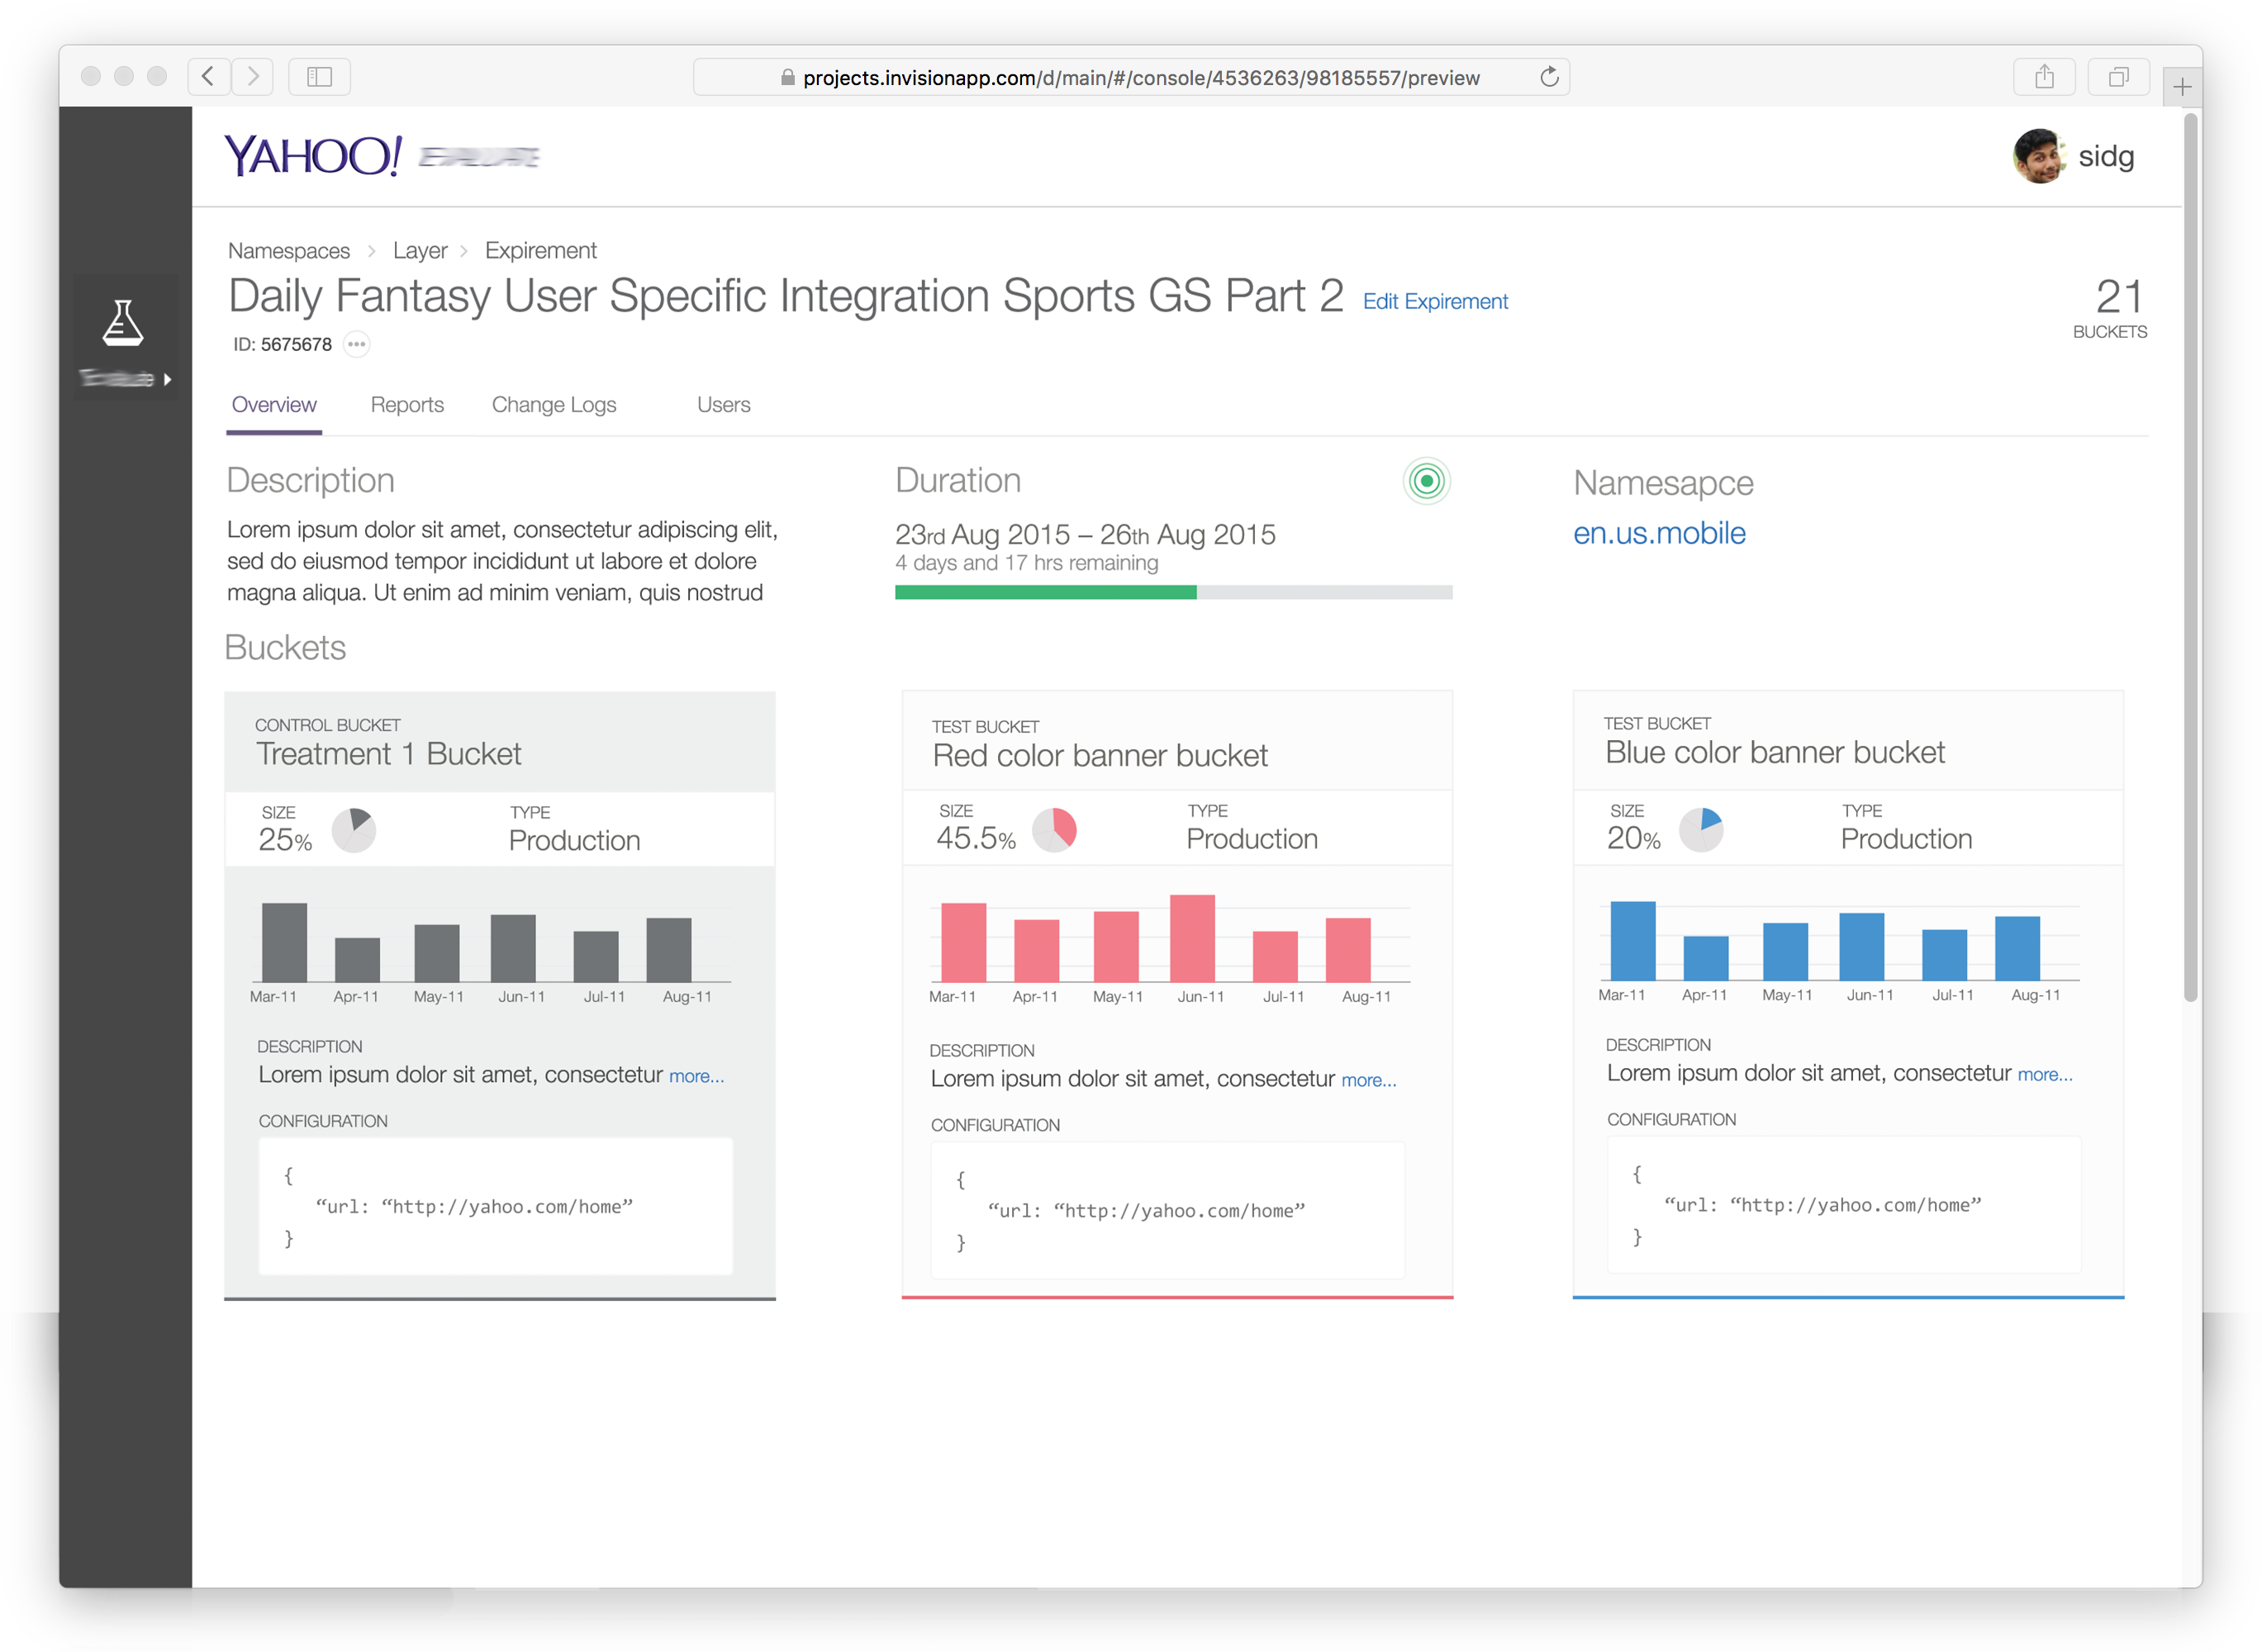 projects.invisionapp.com/d/main/#/console/4536263/98185557/preview
YAHOO!
sidg
Namespaces > Layer > Expirement
Daily Fantasy User Specific Integration Sports GS Part 2 Edit Expirement
21
BUCKETS
ID: 5675678
Overview Reports Change Logs Users
Description
Lorem ipsum dolor sit amet, consectetur adipiscing elit,
sed do eiusmod tempor incididunt ut labore et dolore
magna aliqua. Ut enim ad minim veniam, quis nostrud
Duration
23rd Aug 2015 – 26th Aug 2015
4 days and 17 hrs remaining
Namesapce
en.us.mobile
Buckets
CONTROL BUCKET
Treatment 1 Bucket
SIZE TYPE
25% Production
Mar-11 Apr-11 May-11 Jun-11 Jul-11 Aug-11
DESCRIPTION
Lorem ipsum dolor sit amet, consectetur more...
CONFIGURATION
{
“url: “http://yahoo.com/home”
}
TEST BUCKET
Red color banner bucket
SIZE TYPE
45.5% Production
Mar-11 Apr-11 May-11 Jun-11 Jul-11 Aug-11
DESCRIPTION
Lorem ipsum dolor sit amet, consectetur more...
CONFIGURATION
{
“url: “http://yahoo.com/home”
}
TEST BUCKET
Blue color banner bucket
SIZE TYPE
20% Production
Mar-11 Apr-11 May-11 Jun-11 Jul-11 Aug-11
DESCRIPTION
Lorem ipsum dolor sit amet, consectetur more...
CONFIGURATION
{
“url: “http://yahoo.com/home”
}